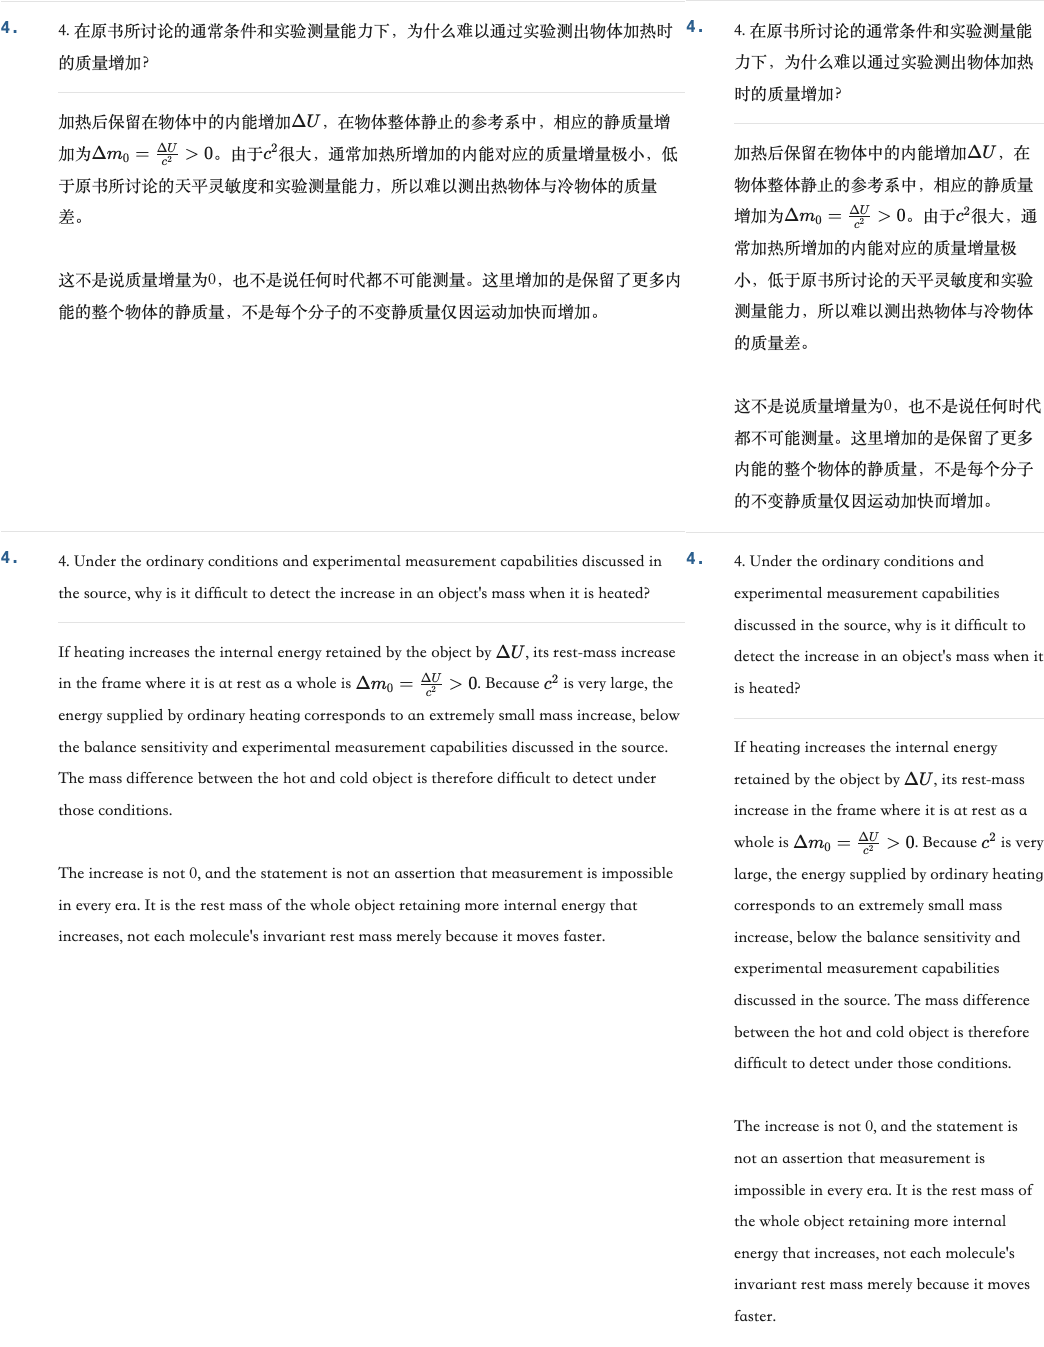 4.
4. 在原书所讨论的通常条件和实验测量能力下，为什么难以通过实验测出物体加热时
的质量增加?
加热后保留在物体中的内能增加ΔU，在物体整体静止的参考系中，相应的静质量增
加为Δm₀ = ΔU/c² > 0。由于c²很大，通常加热所增加的内能对应的质量增量极小，低
于原书所讨论的天平灵敏度和实验测量能力，所以难以测出热物体与冷物体的质量
差。
这不是说质量增量为0，也不是说任何时代都不可能测量。这里增加的是保留了更多内
能的整个物体的静质量，不是每个分子的不变静质量仅因运动加快而增加。
4.
4. 在原书所讨论的通常条件和实验测量能
力下，为什么难以通过实验测出物体加热
时的质量增加?
加热后保留在物体中的内能增加ΔU，在
物体整体静止的参考系中，相应的静质量
增加为Δm₀ = ΔU/c² > 0。由于c²很大，通
常加热所增加的内能对应的质量增量极
小，低于原书所讨论的天平灵敏度和实验
测量能力，所以难以测出热物体与冷物体
的质量差。
这不是说质量增量为0，也不是说任何时代
都不可能测量。这里增加的是保留了更多
内能的整个物体的静质量，不是每个分子
的不变静质量仅因运动加快而增加。
4.
4. Under the ordinary conditions and experimental measurement capabilities discussed in
the source, why is it difficult to detect the increase in an object's mass when it is heated?
If heating increases the internal energy retained by the object by ΔU, its rest-mass increase
in the frame where it is at rest as a whole is Δm₀ = ΔU/c² > 0. Because c² is very large, the
energy supplied by ordinary heating corresponds to an extremely small mass increase, below
the balance sensitivity and experimental measurement capabilities discussed in the source.
The mass difference between the hot and cold object is therefore difficult to detect under
those conditions.
The increase is not 0, and the statement is not an assertion that measurement is impossible
in every era. It is the rest mass of the whole object retaining more internal energy that
increases, not each molecule's invariant rest mass merely because it moves faster.
4.
4. Under the ordinary conditions and
experimental measurement capabilities
discussed in the source, why is it difficult to
detect the increase in an object's mass when it
is heated?
If heating increases the internal energy
retained by the object by ΔU, its rest-mass
increase in the frame where it is at rest as a
whole is Δm₀ = ΔU/c² > 0. Because c² is very
large, the energy supplied by ordinary heating
corresponds to an extremely small mass
increase, below the balance sensitivity and
experimental measurement capabilities
discussed in the source. The mass difference
between the hot and cold object is therefore
difficult to detect under those conditions.
The increase is not 0, and the statement is
not an assertion that measurement is
impossible in every era. It is the rest mass of
the whole object retaining more internal
energy that increases, not each molecule's
invariant rest mass merely because it moves
faster.